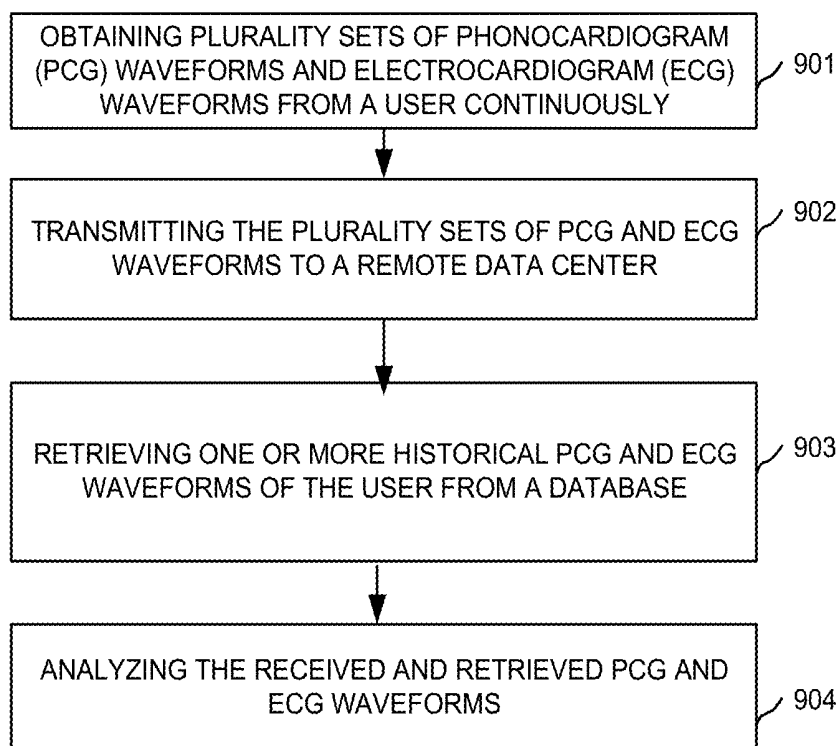 OBTAINING PLURALITY SETS OF PHONOCARDIOGRAM
(PCG) WAVEFORMS AND ELECTROCARDIOGRAM (ECG)
WAVEFORMS FROM A USER CONTINUOUSLY
901
TRANSMITTING THE PLURALITY SETS OF PCG AND ECG
WAVEFORMS TO A REMOTE DATA CENTER
902
RETRIEVING ONE OR MORE HISTORICAL PCG AND ECG
WAVEFORMS OF THE USER FROM A DATABASE
903
ANALYZING THE RECEIVED AND RETRIEVED PCG AND
ECG WAVEFORMS
904